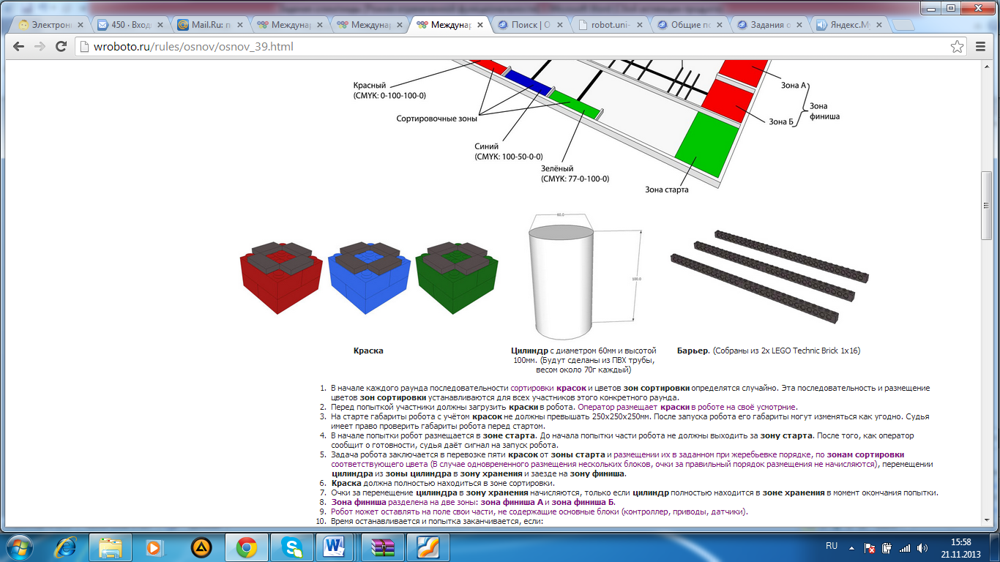 Электронн
450 · Входя
Mail.Ru: п
Междунар
Междунар
Междунар
Поиск | О
robot.uni-
Общие по
Задания о
Яндекс.Му
wroboto.ru/rules/osnov/osnov_39.html
Красный
(CMYK: 0-100-100-0)
Сортировочные зоны
Синий
(CMYK: 100-50-0-0)
Зелёный
(CMYK: 77-0-100-0)
Зона А
Зона
финиша
Зона Б
Зона старта
60.0
100.0
Краска
Цилиндр с диаметром 60мм и высотой
100мм. (Будут сделаны из ПВХ трубы,
весом около 70г каждый)
Барьер. (Собраны из 2x LEGO Technic Brick 1x16)
1. В начале каждого раунда последовательности сортировки красок и цветов зон сортировки определятся случайно. Эта последовательность и размещение
цветов зон сортировки устанавливаются для всех участников этого конкретного раунда.
2. Перед попыткой участники должны загрузить краски в робота. Оператор размещает краски в роботе на своё усмотрние.
3. На старте габариты робота с учётом красок не должны превышать 250x250x250мм. После запуска робота его габариты могут изменяться как угодно. Судья
имеет право проверить габариты робота перед стартом.
4. В начале попытки робот размещается в зоне старта. До начала попытки части робота не должны выходить за зону старта. После того, как оператор
сообщит о готовности, судья даёт сигнал на запуск робота.
5. Задача робота заключается в перевозке пяти красок от зоны старта и размещении их в заданном при жеребьевке порядке, по зонам сортировки
соответствующего цвета (В случае одновременного размещения нескольких блоков, очки за правильный порядок размещения не начисляются), перемещении
цилиндра из зоны цилиндра в зону хранения и заезде на зону финиша.
6. Краска должна полностью находиться в зоне сортировки.
7. Очки за перемещение цилиндра в зону хранения начисляются, только если цилиндр полностью находится в зоне хранения в момент окончания попытки.
8. Зона финиша разделена на две зоны: зона финиша А и зона финиша Б.
9. Робот может оставлять на поле свои части, не содержащие основные блоки (контроллер, приводы, датчики).
10. Время останавливается и попытка заканчивается, если:
RU
15:58
21.11.2013